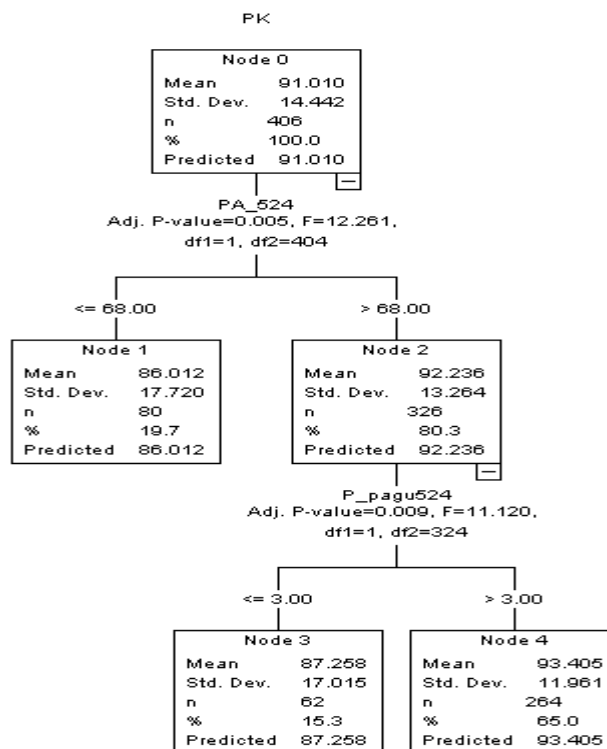 PK
Node 0
Mean 91.010
Std. Dev. 14.442
n 406
% 100.0
Predicted 91.010
PA_524
Adj. P-value=0.005, F=12.261,
df1=1, df2=404
<= 68.00
> 68.00
Node 1
Mean 86.012
Std. Dev. 17.720
n 80
% 19.7
Predicted 86.012
Node 2
Mean 92.236
Std. Dev. 13.264
n 326
% 80.3
Predicted 92.236
P_pagu524
Adj. P-value=0.009, F=11.120,
df1=1, df2=324
<= 3.00
> 3.00
Node 3
Mean 87.258
Std. Dev. 17.015
n 62
% 15.3
Predicted 87.258
Node 4
Mean 93.405
Std. Dev. 11.961
n 264
% 65.0
Predicted 93.405